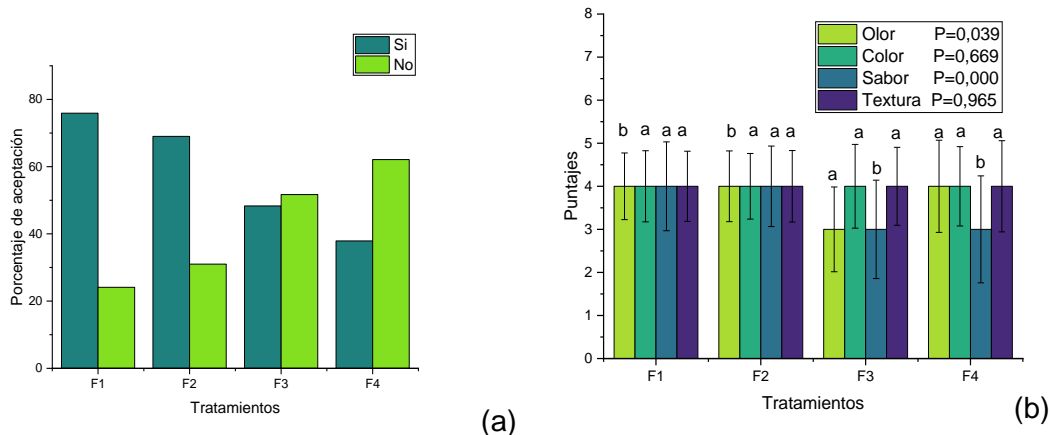 Si
No
Porcentaje de aceptación
80
60
40
20
0
F1 F2 F3 F4
Tratamientos
(a)
Olor P=0,039
Color P=0,669
Sabor P=0,000
Textura P=0,965
Puntajes
8
7
6
5
4
3
2
1
0
b a a a b a a a a a b a a a b a
F1 F2 F3 F4
Tratamientos
(b)